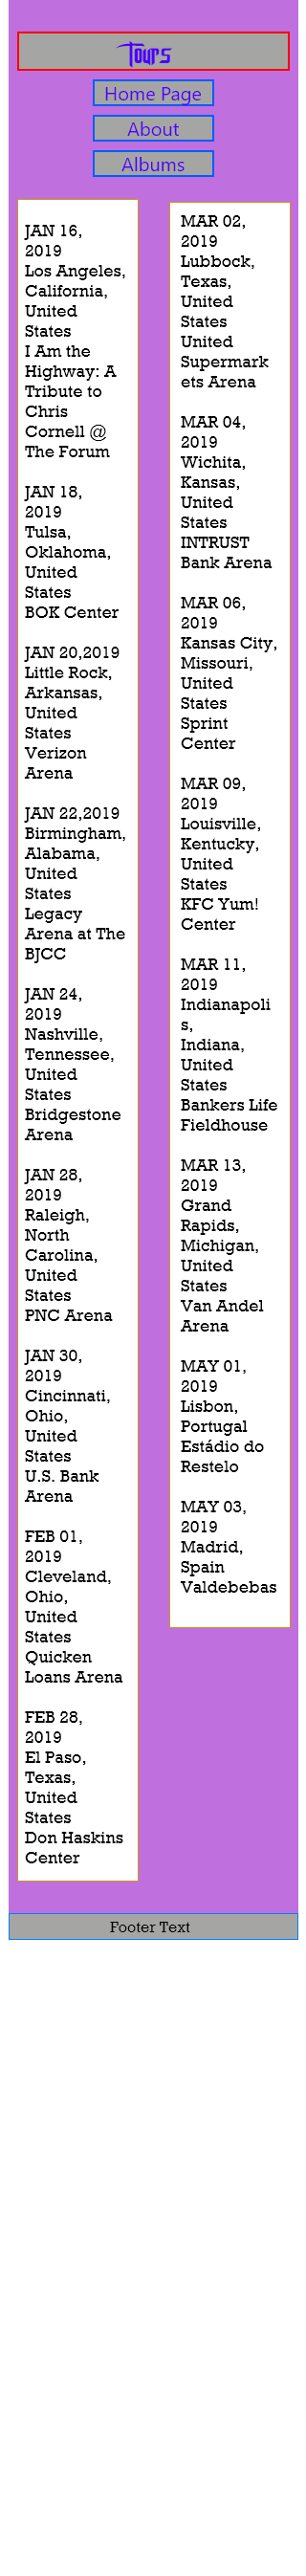 Tours
Home Page
About
Albums
JAN 16,
2019
Los Angeles,
California,
United
States
I Am the
Highway: A
Tribute to
Chris
Cornell @
The Forum
JAN 18,
2019
Tulsa,
Oklahoma,
United
States
BOK Center
JAN 20,2019
Little Rock,
Arkansas,
United
States
Verizon
Arena
JAN 22,2019
Birmingham,
Alabama,
United
States
Legacy
Arena at The
BJCC
JAN 24,
2019
Nashville,
Tennessee,
United
States
Bridgestone
Arena
JAN 28,
2019
Raleigh,
North
Carolina,
United
States
PNC Arena
JAN 30,
2019
Cincinnati,
Ohio,
United
States
U.S. Bank
Arena
FEB 01,
2019
Cleveland,
Ohio,
United
States
Quicken
Loans Arena
FEB 28,
2019
El Paso,
Texas,
United
States
Don Haskins
Center
MAR 02,
2019
Lubbock,
Texas,
United
States
United
Supermark
ets Arena
MAR 04,
2019
Wichita,
Kansas,
United
States
INTRUST
Bank Arena
MAR 06,
2019
Kansas City,
Missouri,
United
States
Sprint
Center
MAR 09,
2019
Louisville,
Kentucky,
United
States
KFC Yum!
Center
MAR 11,
2019
Indianapoli
s,
Indiana,
United
States
Bankers Life
Fieldhouse
MAR 13,
2019
Grand
Rapids,
Michigan,
United
States
Van Andel
Arena
MAY 01,
2019
Lisbon,
Portugal
Estádio do
Restelo
MAY 03,
2019
Madrid,
Spain
Valdebebas
Footer Text